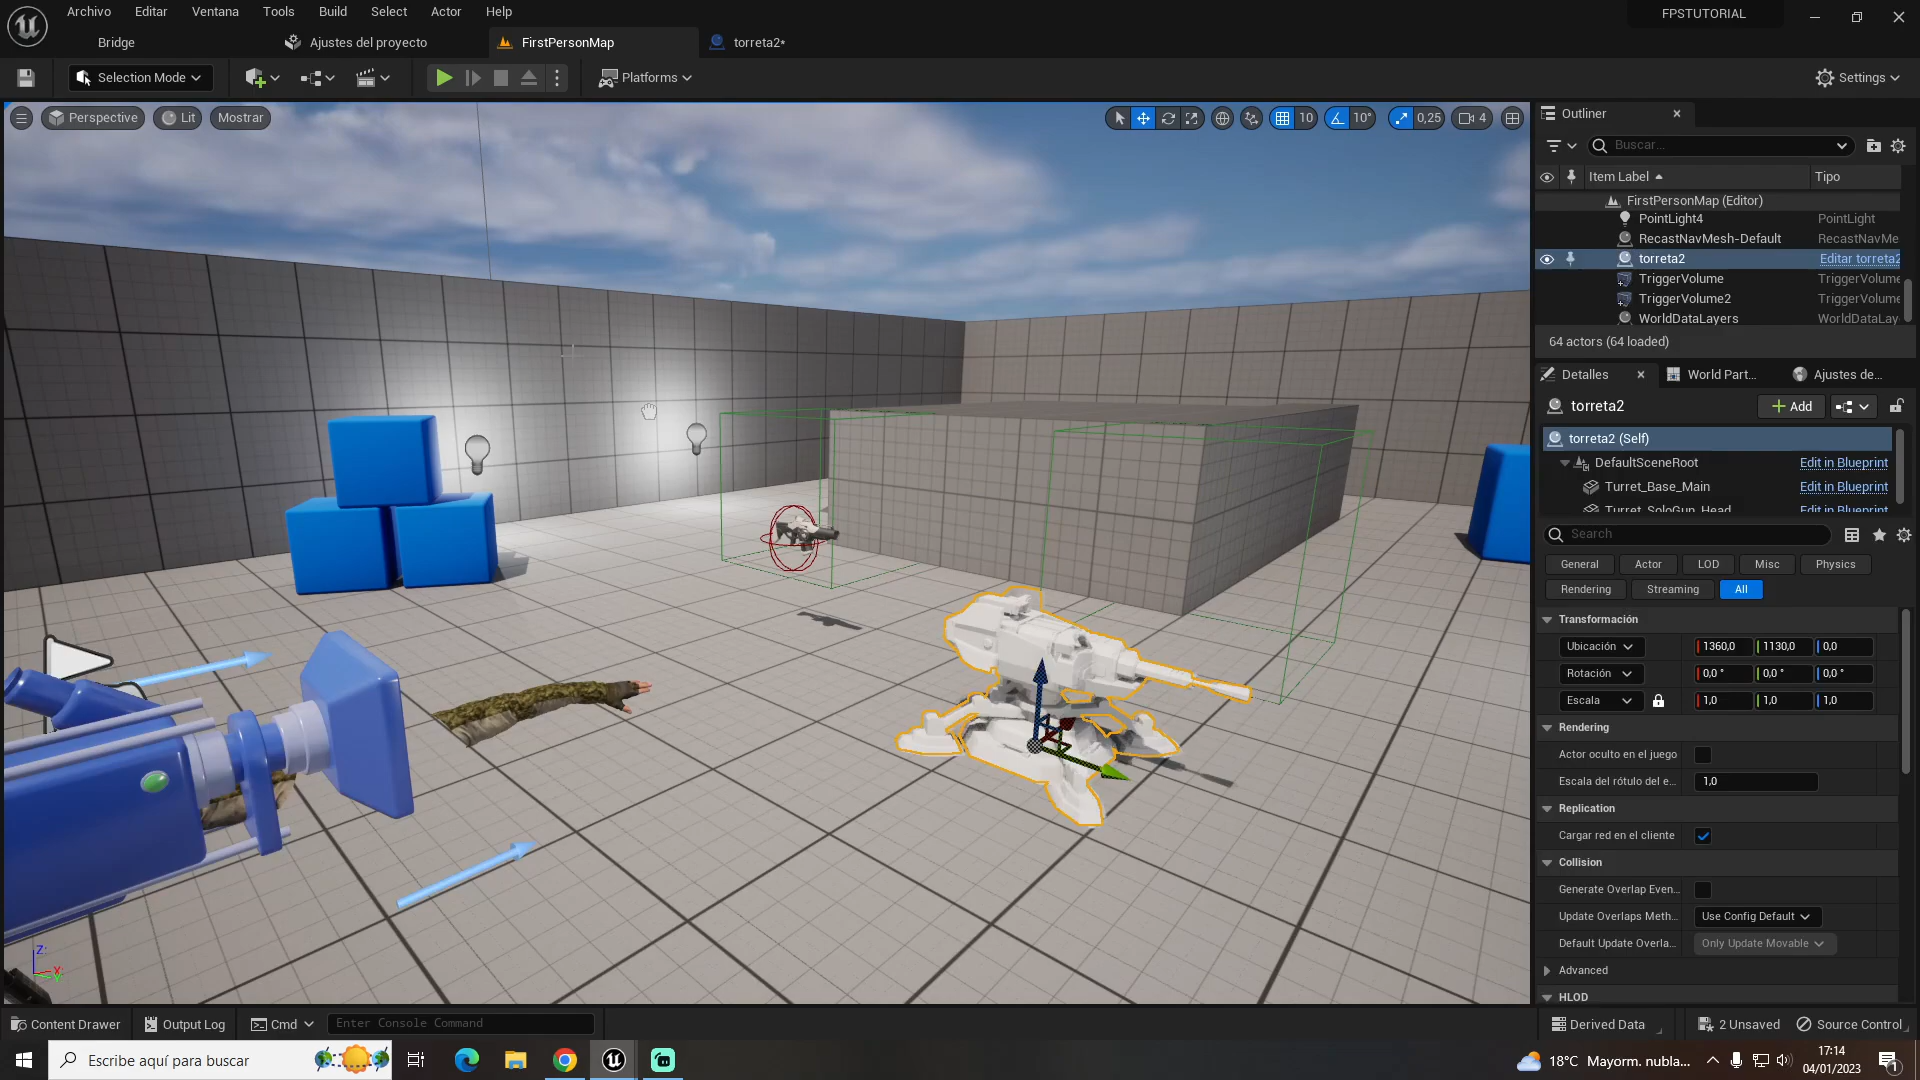 Archivo Editar Ventana Tools Build Select Actor Help
FPSTUTORIAL
Bridge Ajustes del proyecto FirstPersonMap torreta2*
Selection Mode Platforms Settings
Perspective Lit Mostrar 10 10° 0,25 4
Outliner
Buscar...
Item Label Tipo
FirstPersonMap (Editor)
PointLight4 PointLight
RecastNavMesh-Default RecastNavMe
torreta2 Editar torreta2
TriggerVolume TriggerVolume
TriggerVolume2 TriggerVolume
WorldDataLayers WorldDataLay
64 actors (64 loaded)
Detalles World Part... Ajustes de...
torreta2 Add
torreta2 (Self)
DefaultSceneRoot Edit in Blueprint
Turret_Base_Main Edit in Blueprint
Turret_SoloGun_Head Edit in Blueprint
Search
General Actor LOD Misc Physics
Rendering Streaming All
Transformación
Ubicación 1360,0 1130,0 0,0
Rotación 0,0 ° 0,0 ° 0,0 °
Escala 1,0 1,0 1,0
Rendering
Actor oculto en el juego
Escala del rótulo del e... 1,0
Replication
Cargar red en el cliente
Collision
Generate Overlap Even...
Update Overlaps Meth... Use Config Default
Default Update Overla... Only Update Movable
Advanced
HLOD
Z
X
Y
Content Drawer Output Log Cmd Enter Console Command Derived Data 2 Unsaved Source Control
Escribe aquí para buscar 18°C Mayorm. nubla... 17:14
04/01/2023
1